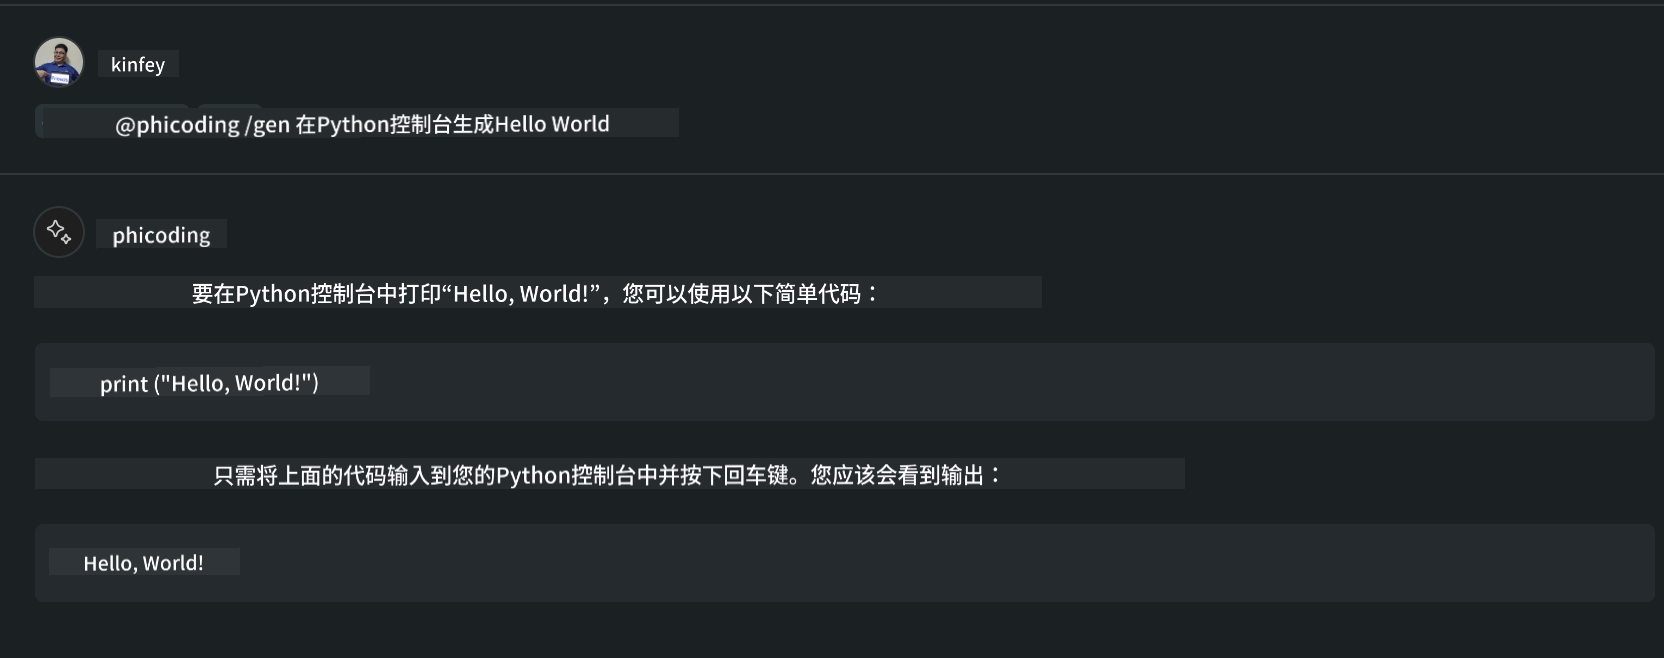 kinfey
@phicoding /gen 在Python控制台生成Hello World
phicoding
要在Python控制台中打印“Hello, World!”，您可以使用以下简单代码：
print ("Hello, World!")
只需将上面的代码输入到您的Python控制台中并按下回车键。您应该会看到输出：
Hello, World!